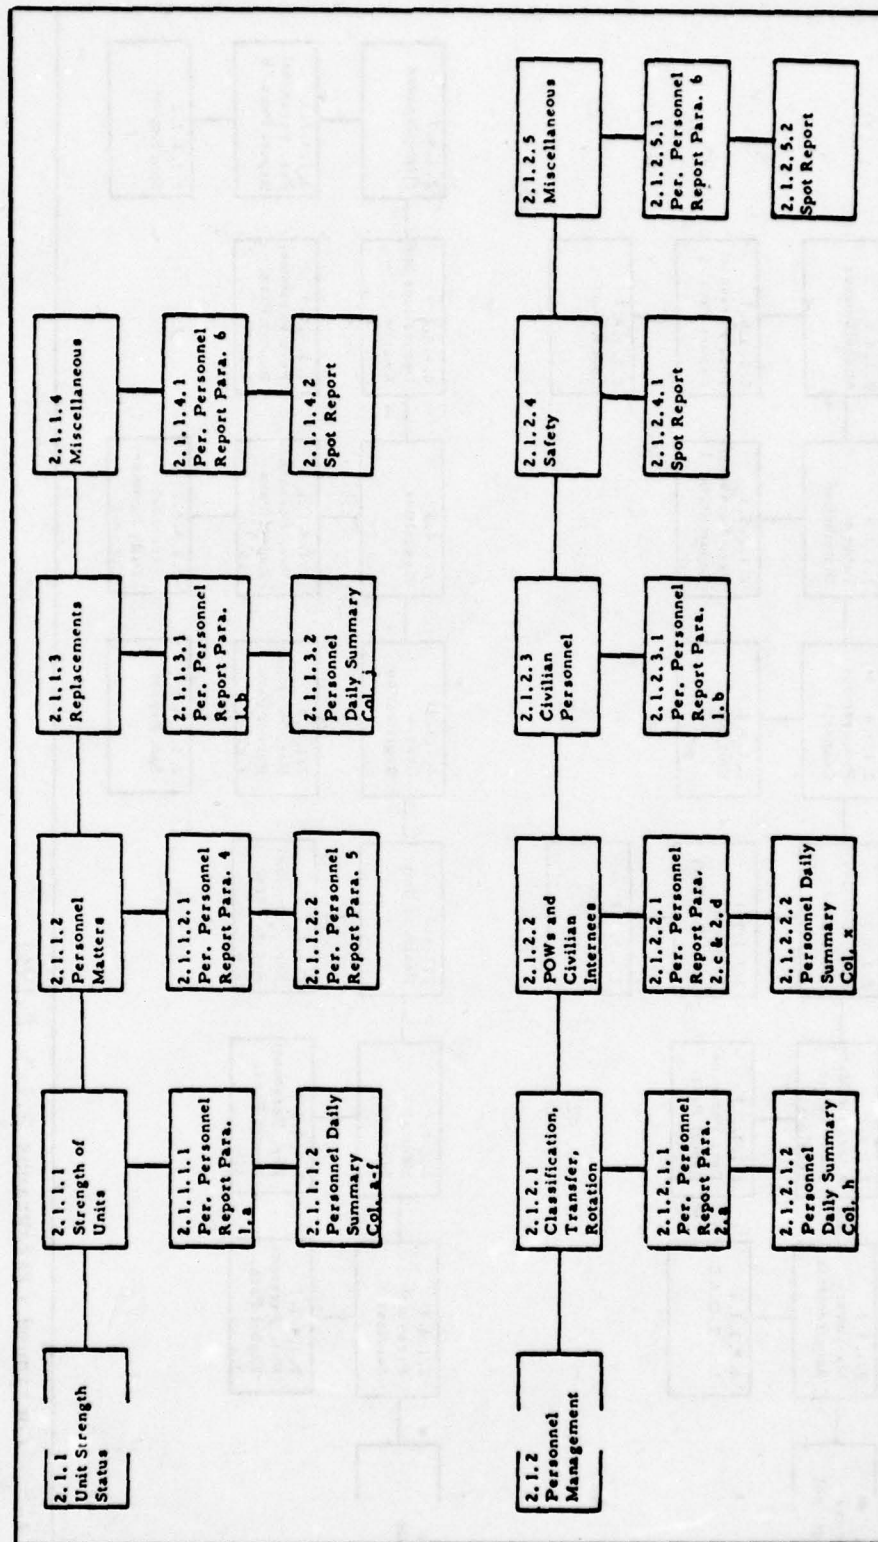 2.1.1
Unit Strength
Status
2.1.1.1
Strength of
Units
2.1.1.1.1
Per. Personnel
Report Para.
1.a
2.1.1.1.2
Personnel Daily
Summary
Col. a-f
2.1.1.2
Personnel
Matters
2.1.1.2.1
Per. Personnel
Report Para. 4
2.1.1.2.2
Per. Personnel
Report Para. 5
2.1.1.3
Replacements
2.1.1.3.1
Per. Personnel
Report Para.
1.b
2.1.1.3.2
Personnel
Daily Summary
Col. j
2.1.1.4
Miscellaneous
2.1.1.4.1
Per. Personnel
Report Para. 6
2.1.1.4.2
Spot Report
2.1.2
Personnel
Management
2.1.2.1
Classification,
Transfer,
Rotation
2.1.2.1.1
Per. Personnel
Report Para.
2.a
2.1.2.1.2
Personnel
Daily Summary
Col. h
2.1.2.2
POWs and
Civilian
Internees
2.1.2.2.1
Per. Personnel
Report Para.
2.c & 2.d
2.1.2.2.2
Personnel Daily
Summary
Col. x
2.1.2.3
Civilian
Personnel
2.1.2.3.1
Per. Personnel
Report Para.
1.b
2.1.2.4
Safety
2.1.2.4.1
Spot Report
2.1.2.5
Miscellaneous
2.1.2.5.1
Per. Personnel
Report Para. 6
2.1.2.5.2
Spot Report